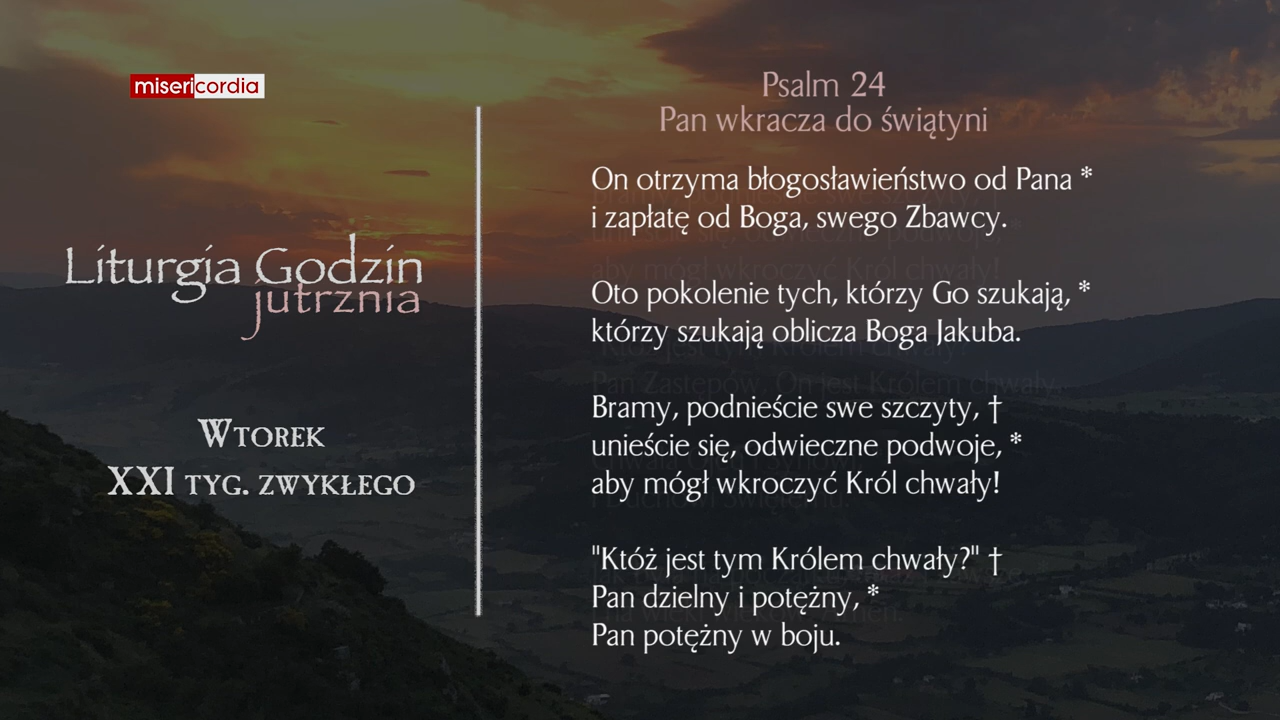 misericordia
Liturgia Godzin
jutrznia
Wtorek
XXI tyg. zwykłego
Psalm 24
Pan wkracza do świątyni
On otrzyma błogosławieństwo od Pana *
i zapłatę od Boga, swego Zbawcy.
Oto pokolenie tych, którzy Go szukają, *
którzy szukają oblicza Boga Jakuba.
Bramy, podnieście swe szczyty, †
unieście się, odwieczne podwoje, *
aby mógł wkroczyć Król chwały!
"Któż jest tym Królem chwały?" †
Pan dzielny i potężny, *
Pan potężny w boju.